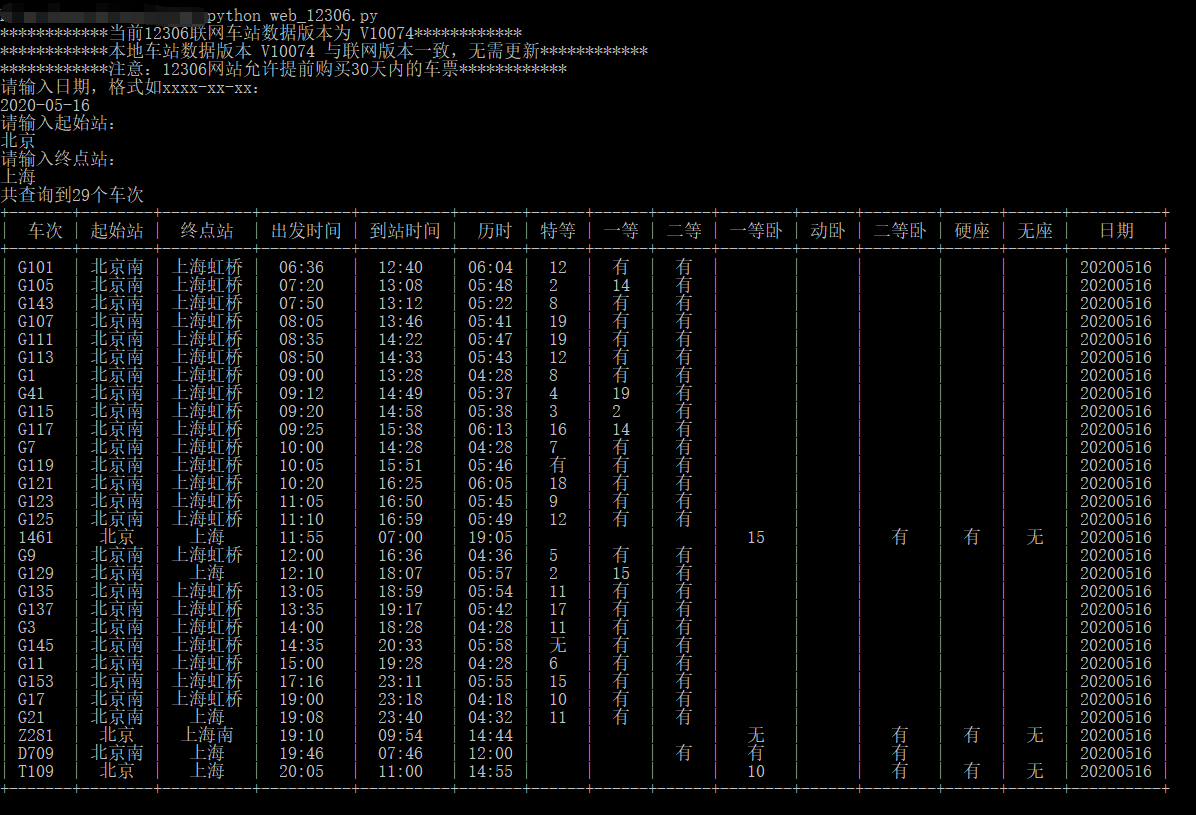 python web_12306.py
************当前12306联网车站数据版本为 V10074************
************本地车站数据版本 V10074 与联网版本一致，无需更新************
************注意：12306网站允许提前购买30天内的车票************
请输入日期，格式如xxxx-xx-xx：
2020-05-16
请输入起始站：
北京
请输入终点站：
上海
共查询到29个车次
| 车次 | 起始站 | 终点站 | 出发时间 | 到站时间 | 历时 | 特等 | 一等 | 二等 | 一等卧 | 动卧 | 二等卧 | 硬座 | 无座 | 日期 |
| G101 | 北京南 | 上海虹桥 | 06:36 | 12:40 | 06:04 | 12 | 有 | 有 | | | | | | 20200516 |
| G105 | 北京南 | 上海虹桥 | 07:20 | 13:08 | 05:48 | 2 | 14 | 有 | | | | | | 20200516 |
| G143 | 北京南 | 上海虹桥 | 07:50 | 13:12 | 05:22 | 8 | 有 | 有 | | | | | | 20200516 |
| G107 | 北京南 | 上海虹桥 | 08:05 | 13:46 | 05:41 | 19 | 有 | 有 | | | | | | 20200516 |
| G111 | 北京南 | 上海虹桥 | 08:35 | 14:22 | 05:47 | 19 | 有 | 有 | | | | | | 20200516 |
| G113 | 北京南 | 上海虹桥 | 08:50 | 14:33 | 05:43 | 12 | 有 | 有 | | | | | | 20200516 |
| G1 | 北京南 | 上海虹桥 | 09:00 | 13:28 | 04:28 | 8 | 有 | 有 | | | | | | 20200516 |
| G41 | 北京南 | 上海虹桥 | 09:12 | 14:49 | 05:37 | 4 | 19 | 有 | | | | | | 20200516 |
| G115 | 北京南 | 上海虹桥 | 09:20 | 14:58 | 05:38 | 3 | 2 | 有 | | | | | | 20200516 |
| G117 | 北京南 | 上海虹桥 | 09:25 | 15:38 | 06:13 | 16 | 14 | 有 | | | | | | 20200516 |
| G7 | 北京南 | 上海虹桥 | 10:00 | 14:28 | 04:28 | 7 | 有 | 有 | | | | | | 20200516 |
| G119 | 北京南 | 上海虹桥 | 10:05 | 15:51 | 05:46 | 有 | 有 | 有 | | | | | | 20200516 |
| G121 | 北京南 | 上海虹桥 | 10:20 | 16:25 | 06:05 | 18 | 有 | 有 | | | | | | 20200516 |
| G123 | 北京南 | 上海虹桥 | 11:05 | 16:50 | 05:45 | 9 | 有 | 有 | | | | | | 20200516 |
| G125 | 北京南 | 上海虹桥 | 11:10 | 16:59 | 05:49 | 12 | 有 | 有 | | | | | | 20200516 |
| 1461 | 北京 | 上海 | 11:55 | 07:00 | 19:05 | | | | 15 | | 有 | 有 | 无 | 20200516 |
| G9 | 北京南 | 上海虹桥 | 12:00 | 16:36 | 04:36 | 5 | 有 | 有 | | | | | | 20200516 |
| G129 | 北京南 | 上海 | 12:10 | 18:07 | 05:57 | 2 | 15 | 有 | | | | | | 20200516 |
| G135 | 北京南 | 上海虹桥 | 13:05 | 18:59 | 05:54 | 11 | 有 | 有 | | | | | | 20200516 |
| G137 | 北京南 | 上海虹桥 | 13:35 | 19:17 | 05:42 | 17 | 有 | 有 | | | | | | 20200516 |
| G3 | 北京南 | 上海虹桥 | 14:00 | 18:28 | 04:28 | 11 | 有 | 有 | | | | | | 20200516 |
| G145 | 北京南 | 上海虹桥 | 14:35 | 20:33 | 05:58 | 无 | 有 | 有 | | | | | | 20200516 |
| G11 | 北京南 | 上海虹桥 | 15:00 | 19:28 | 04:28 | 6 | 有 | 有 | | | | | | 20200516 |
| G153 | 北京南 | 上海虹桥 | 17:16 | 23:11 | 05:55 | 15 | 有 | 有 | | | | | | 20200516 |
| G17 | 北京南 | 上海虹桥 | 19:00 | 23:18 | 04:18 | 10 | 有 | 有 | | | | | | 20200516 |
| G21 | 北京南 | 上海 | 19:08 | 23:40 | 04:32 | 11 | 有 | 有 | | | | | | 20200516 |
| Z281 | 北京 | 上海南 | 19:10 | 09:54 | 14:44 | | | | 无 | | 有 | 有 | 无 | 20200516 |
| D709 | 北京南 | 上海 | 19:46 | 07:46 | 12:00 | | | 有 | 有 | | 有 | | | 20200516 |
| T109 | 北京 | 上海 | 20:05 | 11:00 | 14:55 | | | | 10 | | 有 | 有 | 无 | 20200516 |